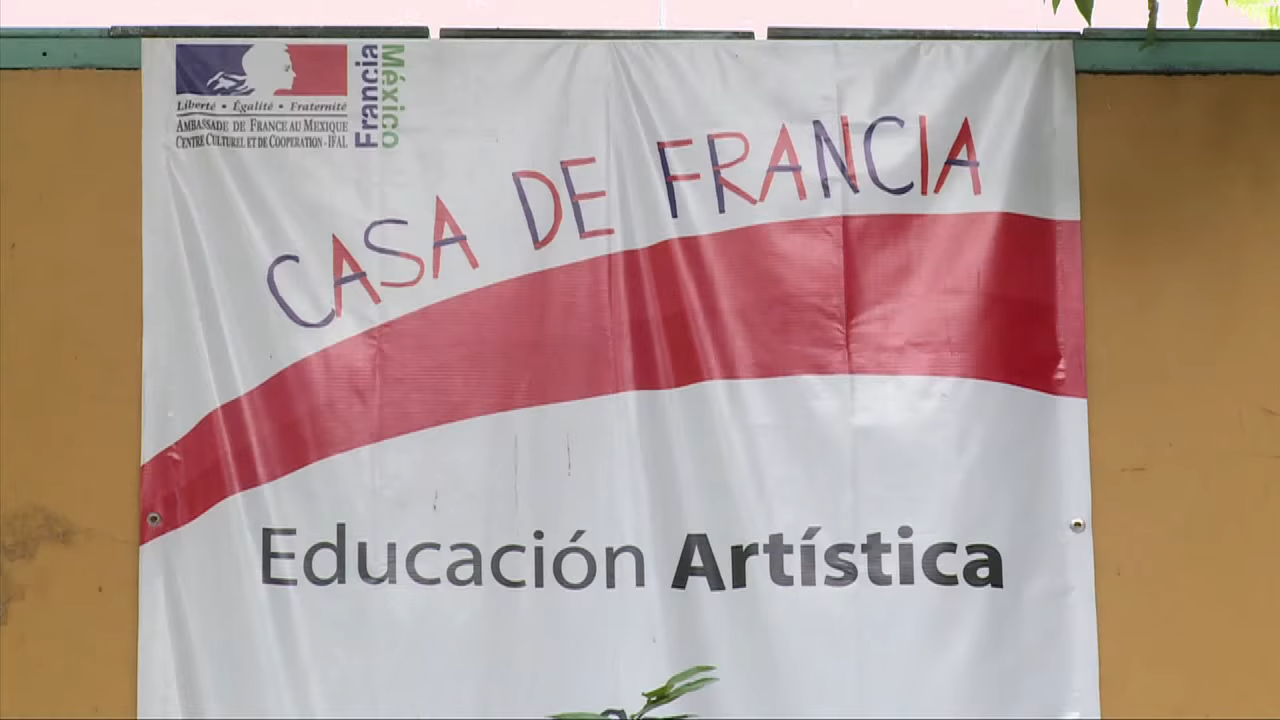 Liberté • Égalité • Fraternité
AMBASSADE DE FRANCE AU MEXIQUE
CENTRE CULTUREL ET DE COOPERATION - IFAL
Francia
México
CASA DE FRANCIA
Educación Artística